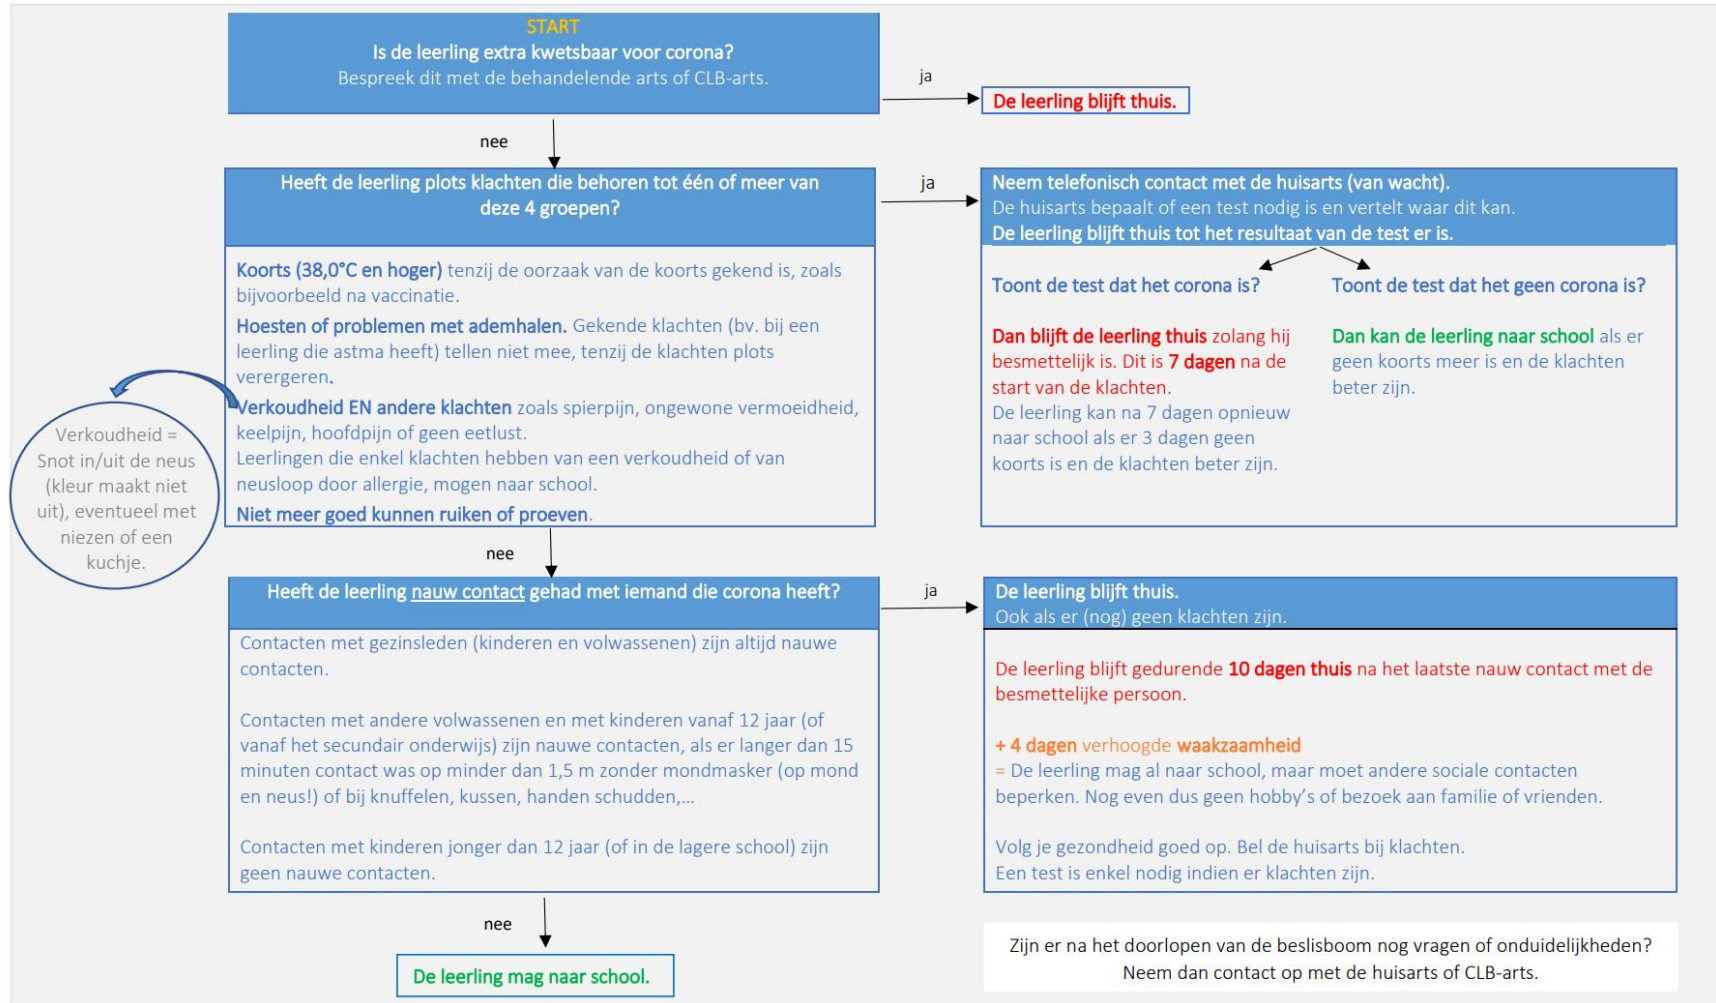 START
Is de leerling extra kwetsbaar voor corona?
Bespreek dit met de behandelende arts of CLB-arts.
ja
De leerling blijft thuis.
nee
Heeft de leerling plots klachten die behoren tot één of meer van
deze 4 groepen?
Koorts (38,0°C en hoger) tenzij de oorzaak van de koorts gekend is, zoals
bijvoorbeeld na vaccinatie.
Hoesten of problemen met ademhalen. Gekende klachten (bv. bij een
leerling die astma heeft) tellen niet mee, tenzij de klachten plots
verergeren.
Verkoudheid EN andere klachten zoals spierpijn, ongewone vermoeidheid,
keelpijn, hoofdpijn of geen eetlust.
Leerlingen die enkel klachten hebben van een verkoudheid of van
neusloop door allergie, mogen naar school.
Niet meer goed kunnen ruiken of proeven.
Verkoudheid =
Snot in/uit de neus
(kleur maakt niet
uit), eventueel met
niezen of een
kuchje.
ja
Neem telefonisch contact met de huisarts (van wacht).
De huisarts bepaalt of een test nodig is en vertelt waar dit kan.
De leerling blijft thuis tot het resultaat van de test er is.
Toont de test dat het corona is?
Dan blijft de leerling thuis zolang hij
besmettelijk is. Dit is 7 dagen na de
start van de klachten.
De leerling kan na 7 dagen opnieuw
naar school als er 3 dagen geen
koorts is en de klachten beter zijn.
Toont de test dat het geen corona is?
Dan kan de leerling naar school als er
geen koorts meer is en de klachten
beter zijn.
nee
Heeft de leerling nauw contact gehad met iemand die corona heeft?
Contacten met gezinsleden (kinderen en volwassenen) zijn altijd nauwe
contacten.
Contacten met andere volwassenen en met kinderen vanaf 12 jaar (of
vanaf het secundair onderwijs) zijn nauwe contacten, als er langer dan 15
minuten contact was op minder dan 1,5 m zonder mondmasker (op mond
en neus!) of bij knuffelen, kussen, handen schudden,...
Contacten met kinderen jonger dan 12 jaar (of in de lagere school) zijn
geen nauwe contacten.
ja
De leerling blijft thuis.
Ook als er (nog) geen klachten zijn.
De leerling blijft gedurende 10 dagen thuis na het laatste nauw contact met de
besmettelijke persoon.
+ 4 dagen verhoogde waakzaamheid
= De leerling mag al naar school, maar moet andere sociale contacten
beperken. Nog even dus geen hobby's of bezoek aan familie of vrienden.
Volg je gezondheid goed op. Bel de huisarts bij klachten.
Een test is enkel nodig indien er klachten zijn.
nee
De leerling mag naar school.
Zijn er na het doorlopen van de beslisboom nog vragen of onduidelijkheden?
Neem dan contact op met de huisarts of CLB-arts.